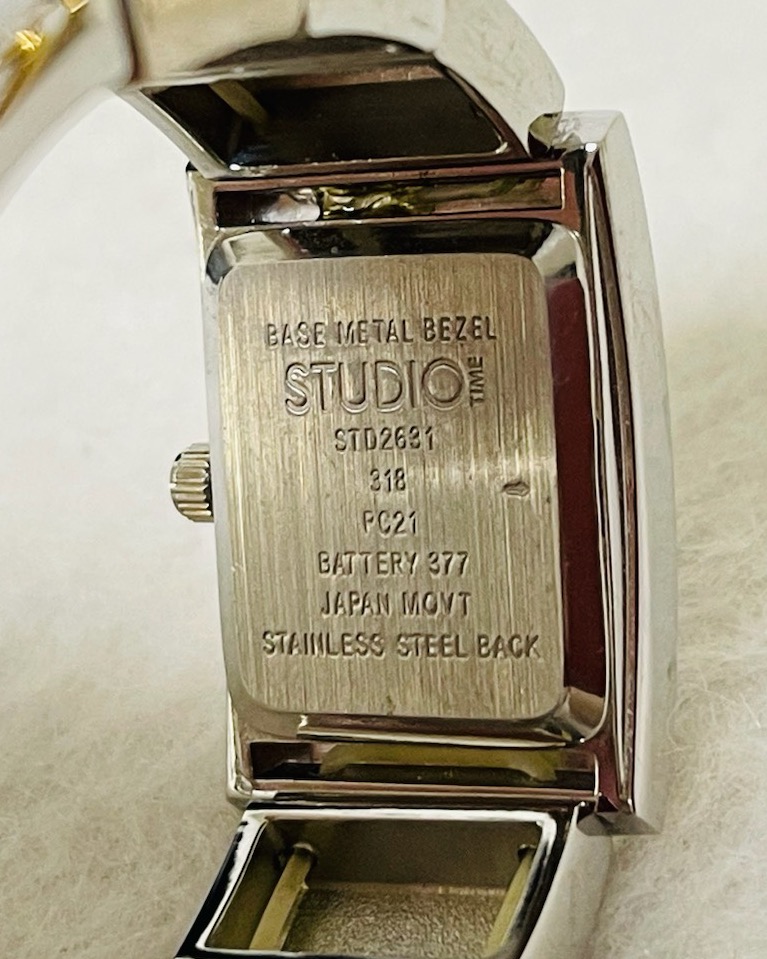 BASE METAL BEZEL
STUDIO TIME
STD2631
318
PC21
BATTERY 377
JAPAN MOVT
STAINLESS STEEL BACK